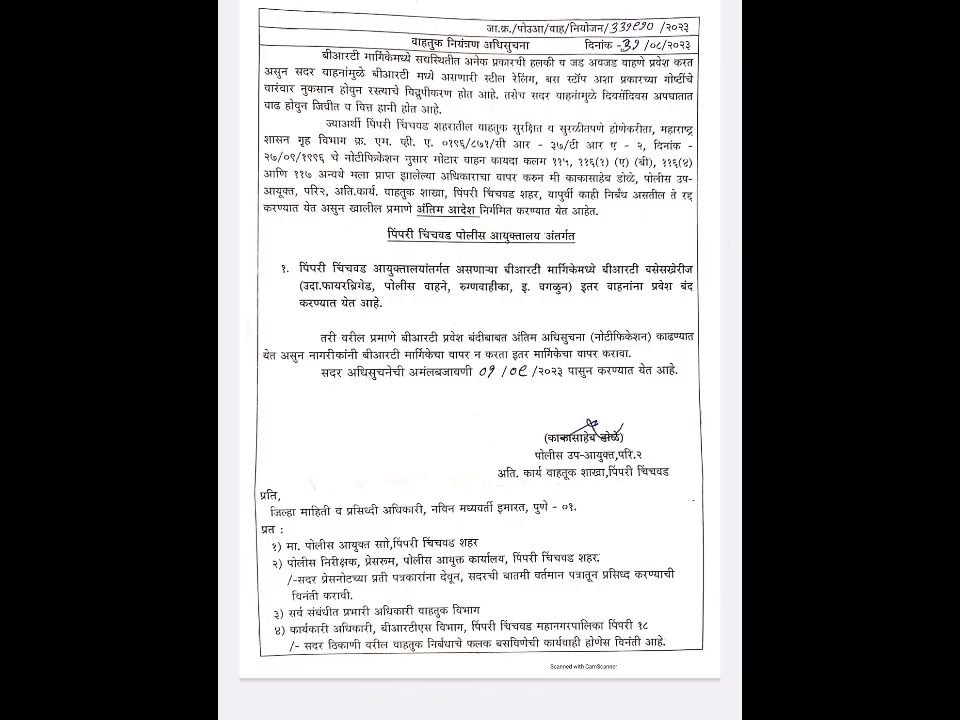 जा.क्र./पोउआ/वाह/नियोजन/३३१९१०/२०२३
वाहतुक नियंत्रण अधिसुचना दिनांक -३१/०८/२०२३
बीआरटी मार्गिकेमध्ये सद्यस्थितीत अनेक प्रकारची हलकी व जड अवजड वाहणे प्रवेश करत
असुन सदर वाहनांमुळे बीआरटी मध्ये असणारी स्टील रेलिंग, बस स्टॉप अशा प्रकारच्या गोष्टींचे
वारंवार नुकसान होवुन रस्त्याचे विद्रुपीकरण होत आहे. तसेच सदर वाहनांमुळे दिवसेंदिवस अपघातात
वाढ होवुन जिवीत व वित्त हानी होत आहे.
ज्याअर्थी पिंपरी चिंचवड शहरातील वाहतुक सुरक्षित व सुरळीतपणे होणेकरीता, महाराष्ट्र
शासन गृह विभाग क्र. एम. व्ही. ए. ०१९६/८७१/सी आर - ३७/टी आर ए - २, दिनांक -
२७/०९/१९९६ चे नोटीफिकेशन नुसार मोटार वाहन कायदा कलम ११५, ११६(१) (ए) (बी), ११६(४)
आणि ११७ अन्वये मला प्राप्त झालेल्या अधिकाराचा वापर करुन मी काकासाहेब डोळे, पोलीस उप-
आयुक्त, परि२, अति.कार्य. वाहतुक शाखा, पिंपरी चिंचवड शहर, यापुर्वी काही निर्बंध असतील ते रद्द
करण्यात येत असुन खालील प्रमाणे अंतिम आदेश निर्गमित करण्यात येत आहेत.
पिंपरी चिंचवड पोलीस आयुक्तालय अंतर्गत
१. पिंपरी चिंचवड आयुक्तालयांतर्गत असणाऱ्या बीआरटी मार्गिकेमध्ये बीआरटी बसेसखेरीज
(उदा.फायरब्रिगेड, पोलीस वाहने, रुग्णवाहीका, इ. वगळुन) इतर वाहनांना प्रवेश बंद
करण्यात येत आहे.
तरी वरील प्रमाणे बीआरटी प्रवेश बंदीबाबत अंतिम अधिसुचना (नोटीफिकेशन) काढण्यात
येत असुन नागरीकांनी बीआरटी मार्गिकेचा वापर न करता इतर मार्गिकेचा वापर करावा.
सदर अधिसुचनेची अमंलबजावणी ०१/०९/२०२३ पासुन करण्यात येत आहे.
(काकासाहेब डोळे)
पोलीस उप-आयुक्त,परि.२
अति. कार्य वाहतूक शाखा,पिंपरी चिंचवड
प्रति,
जिल्हा माहिती व प्रसिध्दी अधिकारी, नविन मध्यवर्ती इमारत, पुणे - ०१.
प्रत :
१) मा. पोलीस आयुक्त साो,पिंपरी चिंचवड शहर
२) पोलीस निरीक्षक, प्रेसरूम, पोलीस आयुक्त कार्यालय, पिंपरी चिंचवड शहर.
/-सदर प्रेसनोटच्या प्रती पत्रकारांना देवून, सदरची बातमी वर्तमान पत्रातून प्रसिध्द करण्याची
विनंती करावी.
३) सर्व संबंधीत प्रभारी अधिकारी वाहतुक विभाग
४) कार्यकारी अधिकारी, बीआरटीएस विभाग, पिंपरी चिंचवड महानगरपालिका पिंपरी १८
/- सदर ठिकाणी वरील वाहतुक निर्बंधाचे फलक बसविणेची कार्यवाही होणेस विनंती आहे.
Scanned with CamScanner